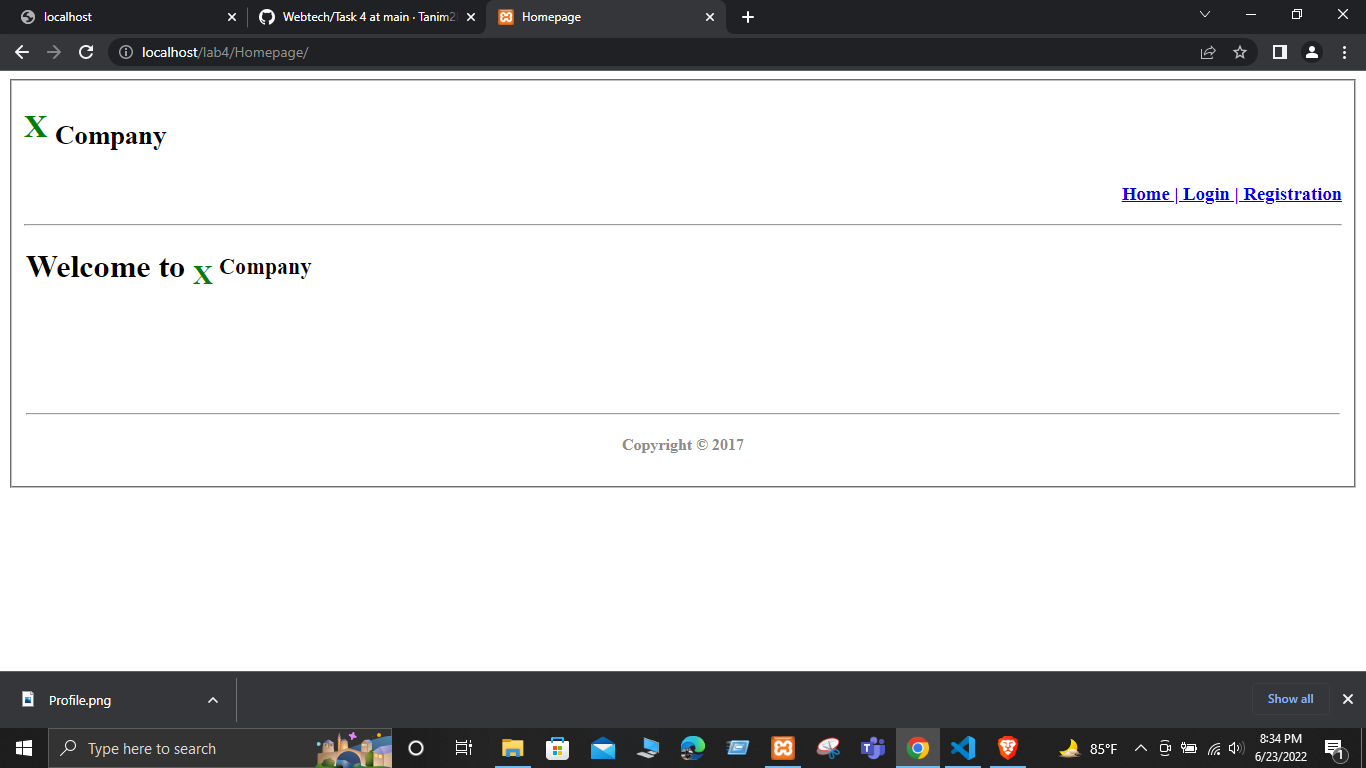 localhost
Webtech/Task 4 at main · Tanim2
Homepage
localhost/lab4/Homepage/
X Company
Home | Login | Registration
Welcome to X Company
Copyright © 2017
Profile.png
Show all
Type here to search
85°F
8:34 PM
6/23/2022
1